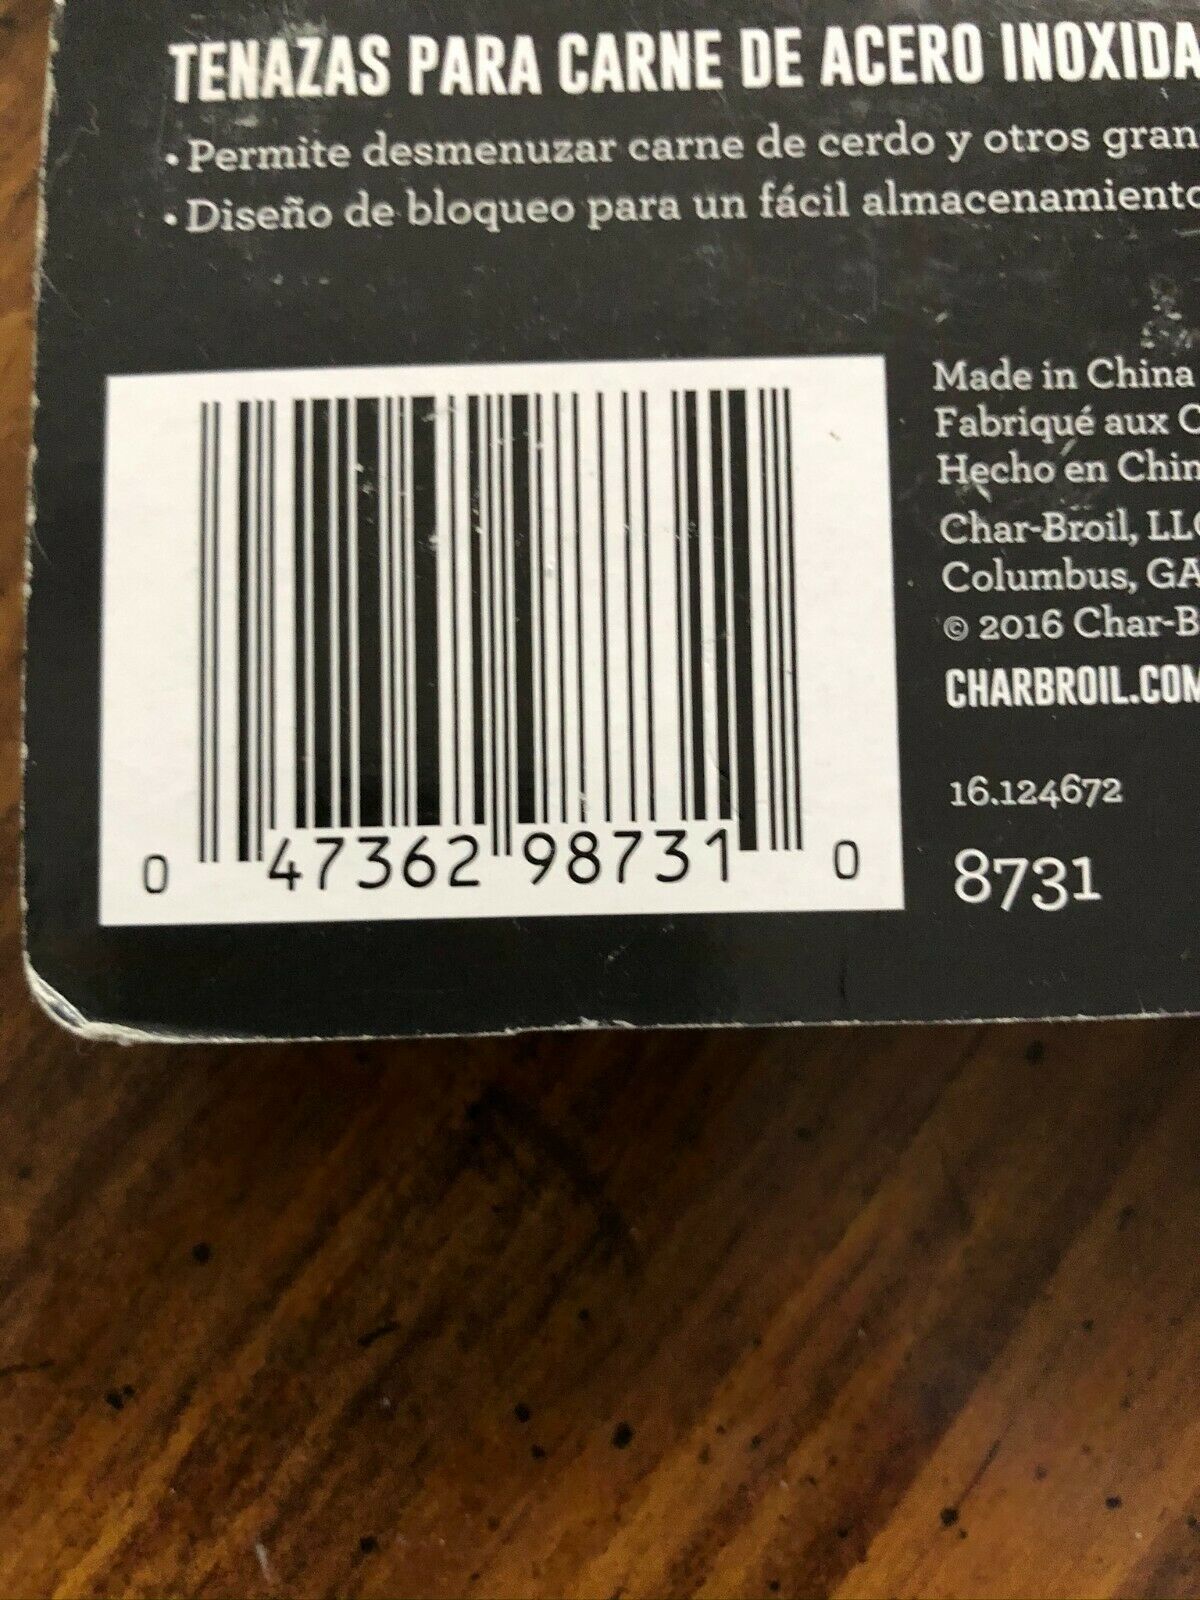 TENAZAS PARA CARNE DE ACERO INOXIDA
• Permite desmenuzar carne de cerdo y otros gran
• Diseño de bloqueo para un fácil almacenamiento
Made in China
Fabriqué aux C
Hecho en Chin
Char-Broil, LLC
Columbus, GA
© 2016 Char-B
CHARBROIL.COM
16.124672
8731
0 47362 98731 0